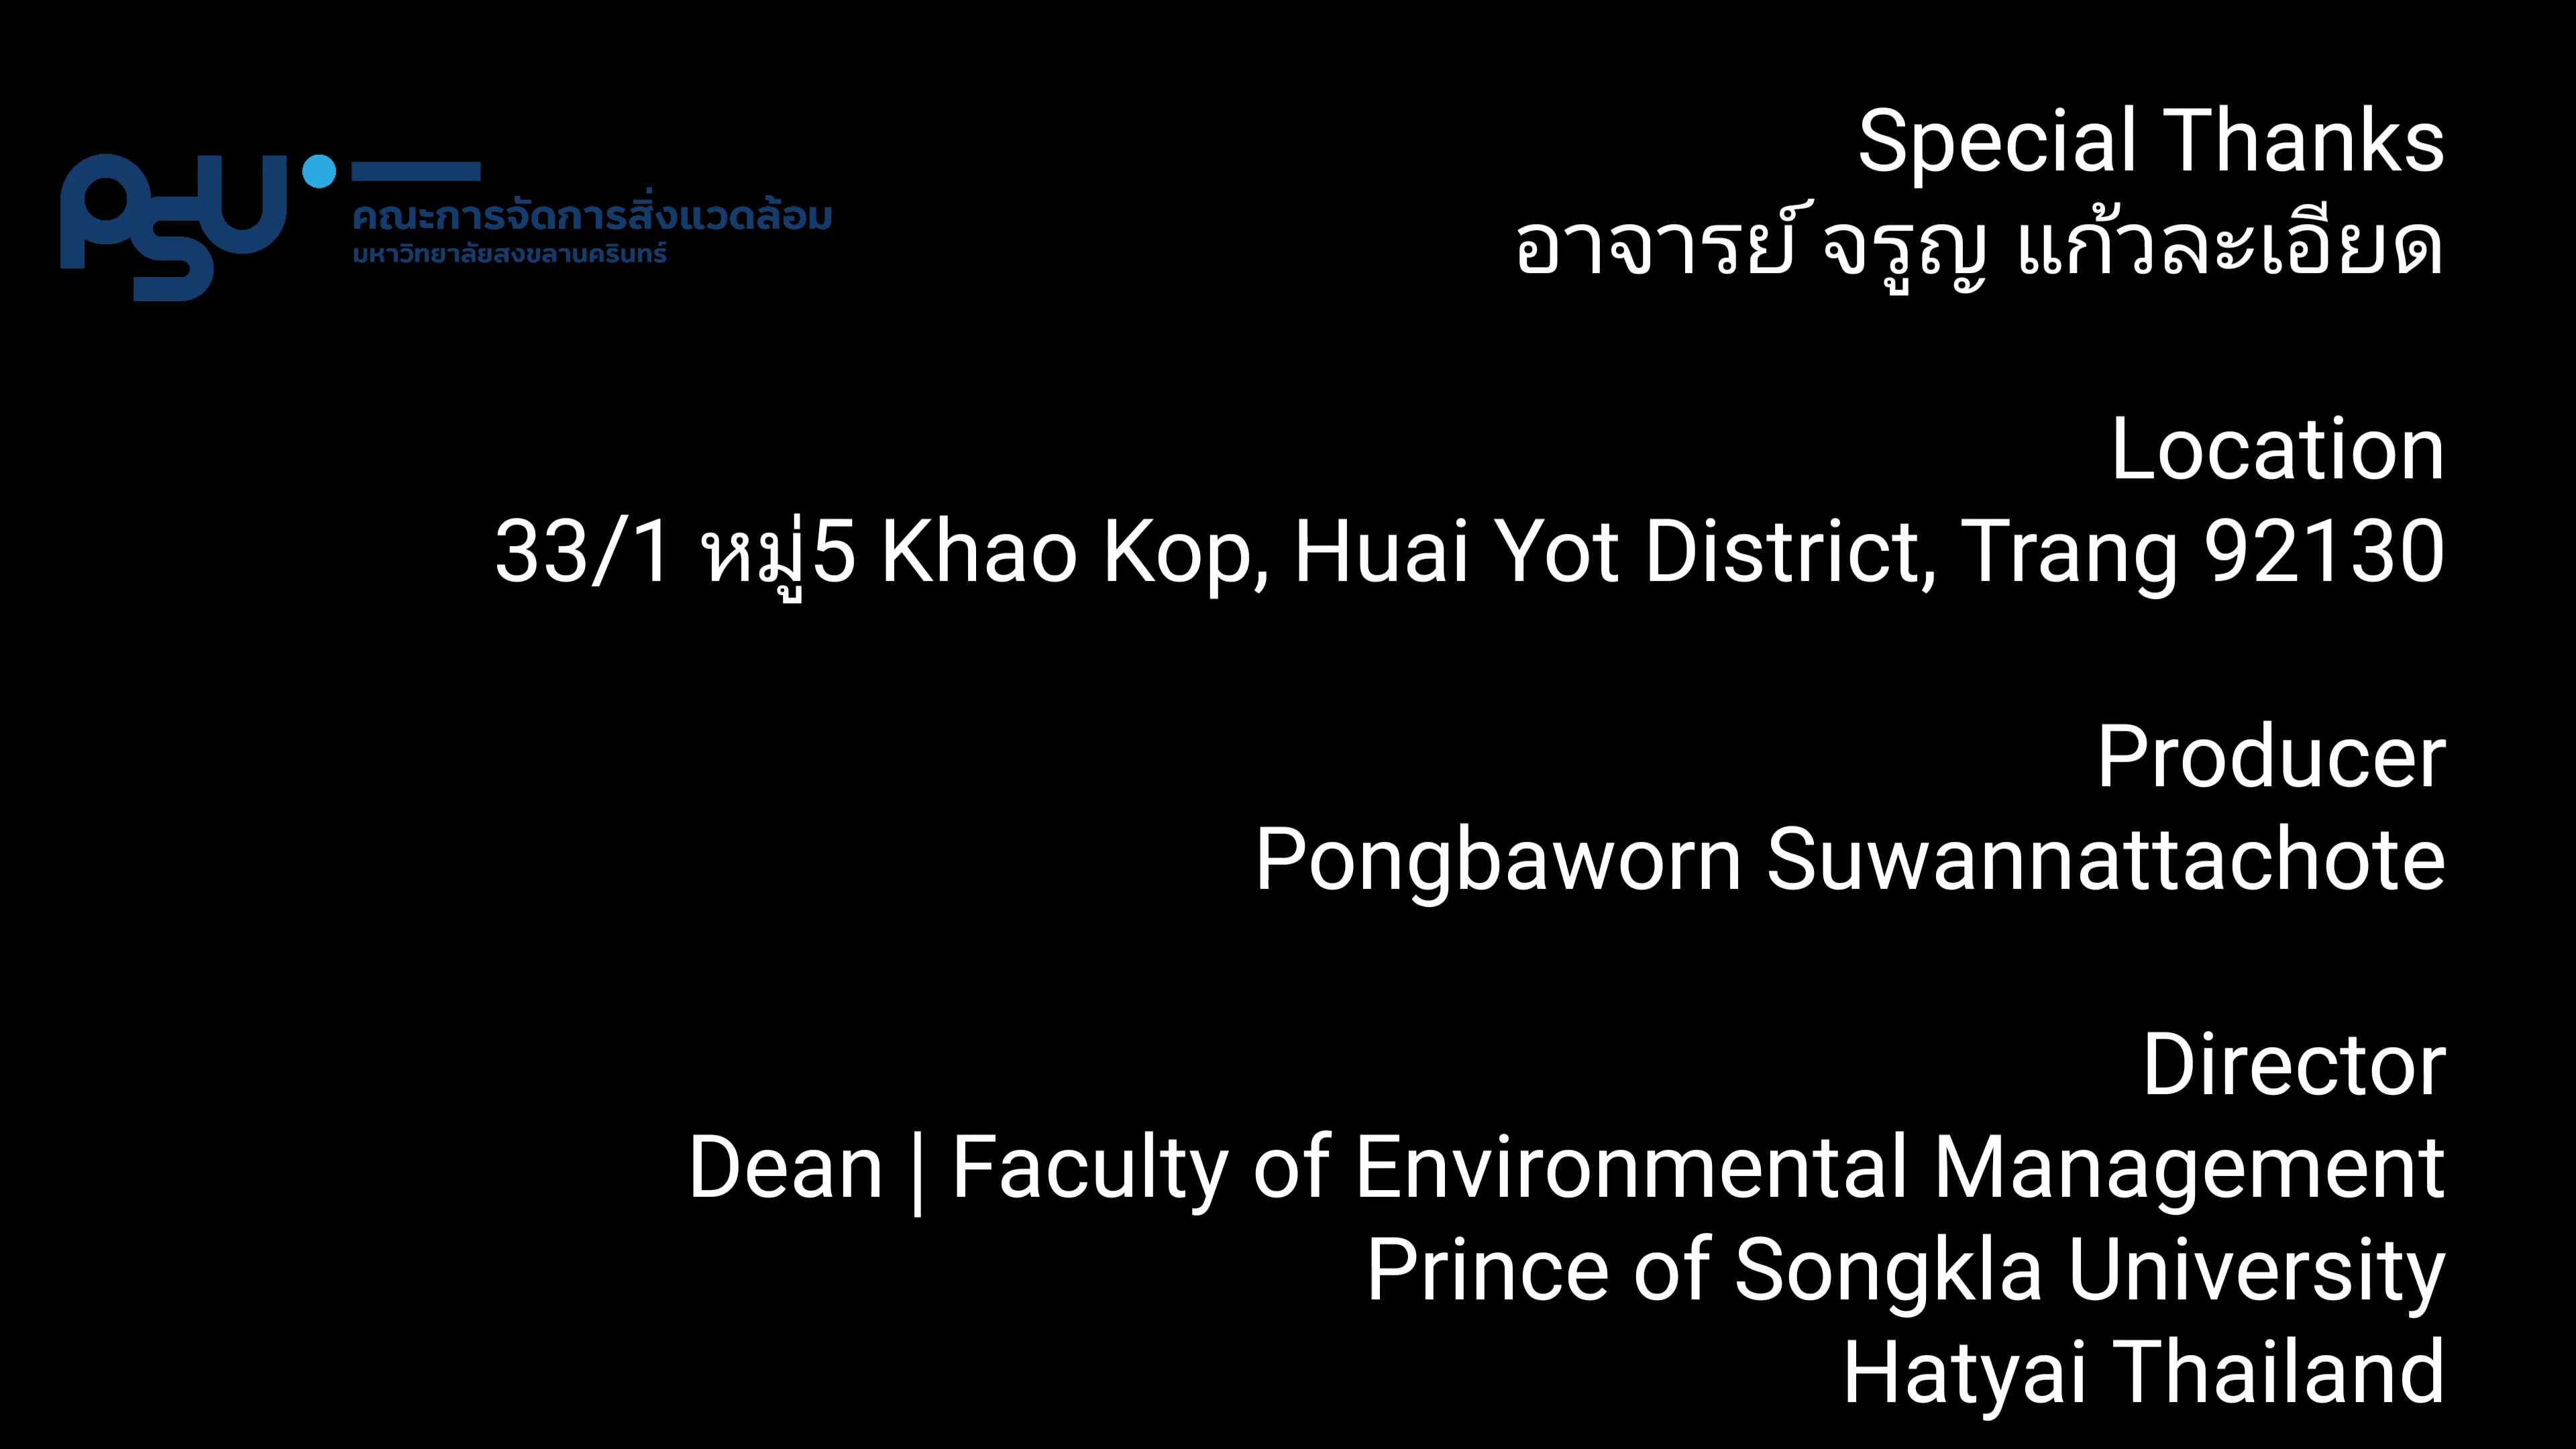 PSU
คณะการจัดการสิ่งแวดล้อม
มหาวิทยาลัยสงขลานครินทร์
Special Thanks
อาจารย์ จรูญ แก้วละเอียด
Location
33/1 หมู่5 Khao Kop, Huai Yot District, Trang 92130
Producer
Pongbaworn Suwannattachote
Director
Dean | Faculty of Environmental Management
Prince of Songkla University
Hatyai Thailand